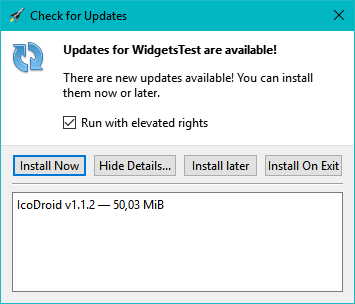 Check for Updates
Updates for WidgetsTest are available!
There are new updates available! You can install
them now or later.
Run with elevated rights
Install Now
Hide Details...
Install later
Install On Exit
IcoDroid v1.1.2 — 50,03 MiB